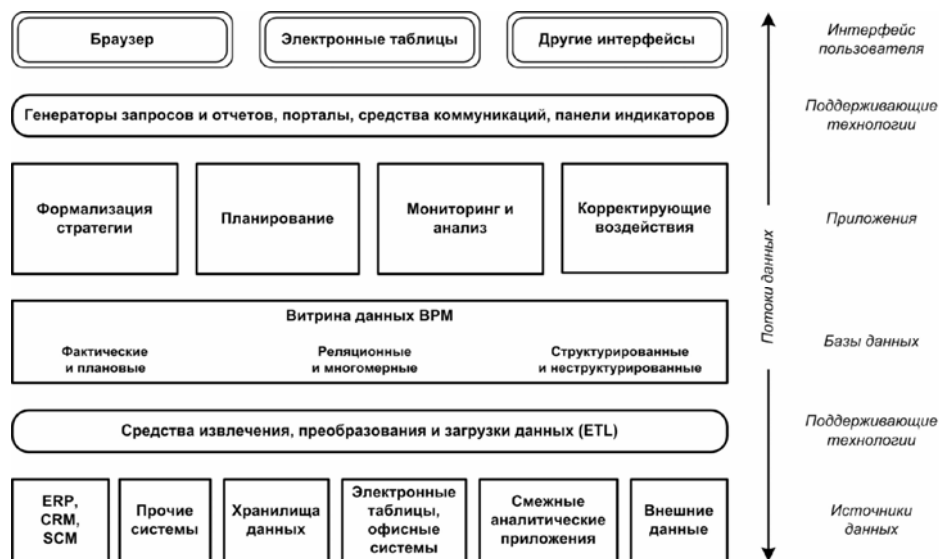 Браузер
Электронные таблицы
Другие интерфейсы
Интерфейс
пользователя
Генераторы запросов и отчетов, порталы, средства коммуникаций, панели индикаторов
Поддерживающие
технологии
Формализация
стратегии
Планирование
Мониторинг и
анализ
Корректирующие
воздействия
Приложения
Потоки данных
Витрина данных BPM
Фактические
и плановые
Реляционные
и многомерные
Структурированные
и неструктурированные
Базы данных
Средства извлечения, преобразования и загрузки данных (ETL)
Поддерживающие
технологии
ERP,
CRM,
SCM
Прочие
системы
Хранилища
данных
Электронные
таблицы,
офисные
системы
Смежные
аналитические
приложения
Внешние
данные
Источники
данных